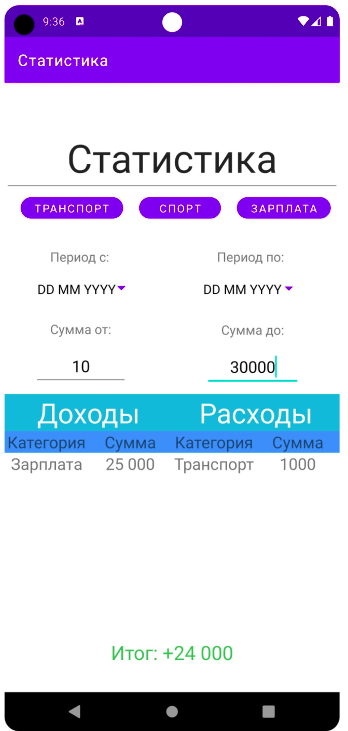 9:36 A
Статистика
Статистика
ТРАНСПОРТ СПОРТ ЗАРПЛАТА
Период с: Период по:
DD MM YYYY DD MM YYYY
Сумма от: Сумма до:
10 30000
Доходы Расходы
Категория Сумма Категория Сумма
Зарплата 25 000 Транспорт 1000
Итог: +24 000